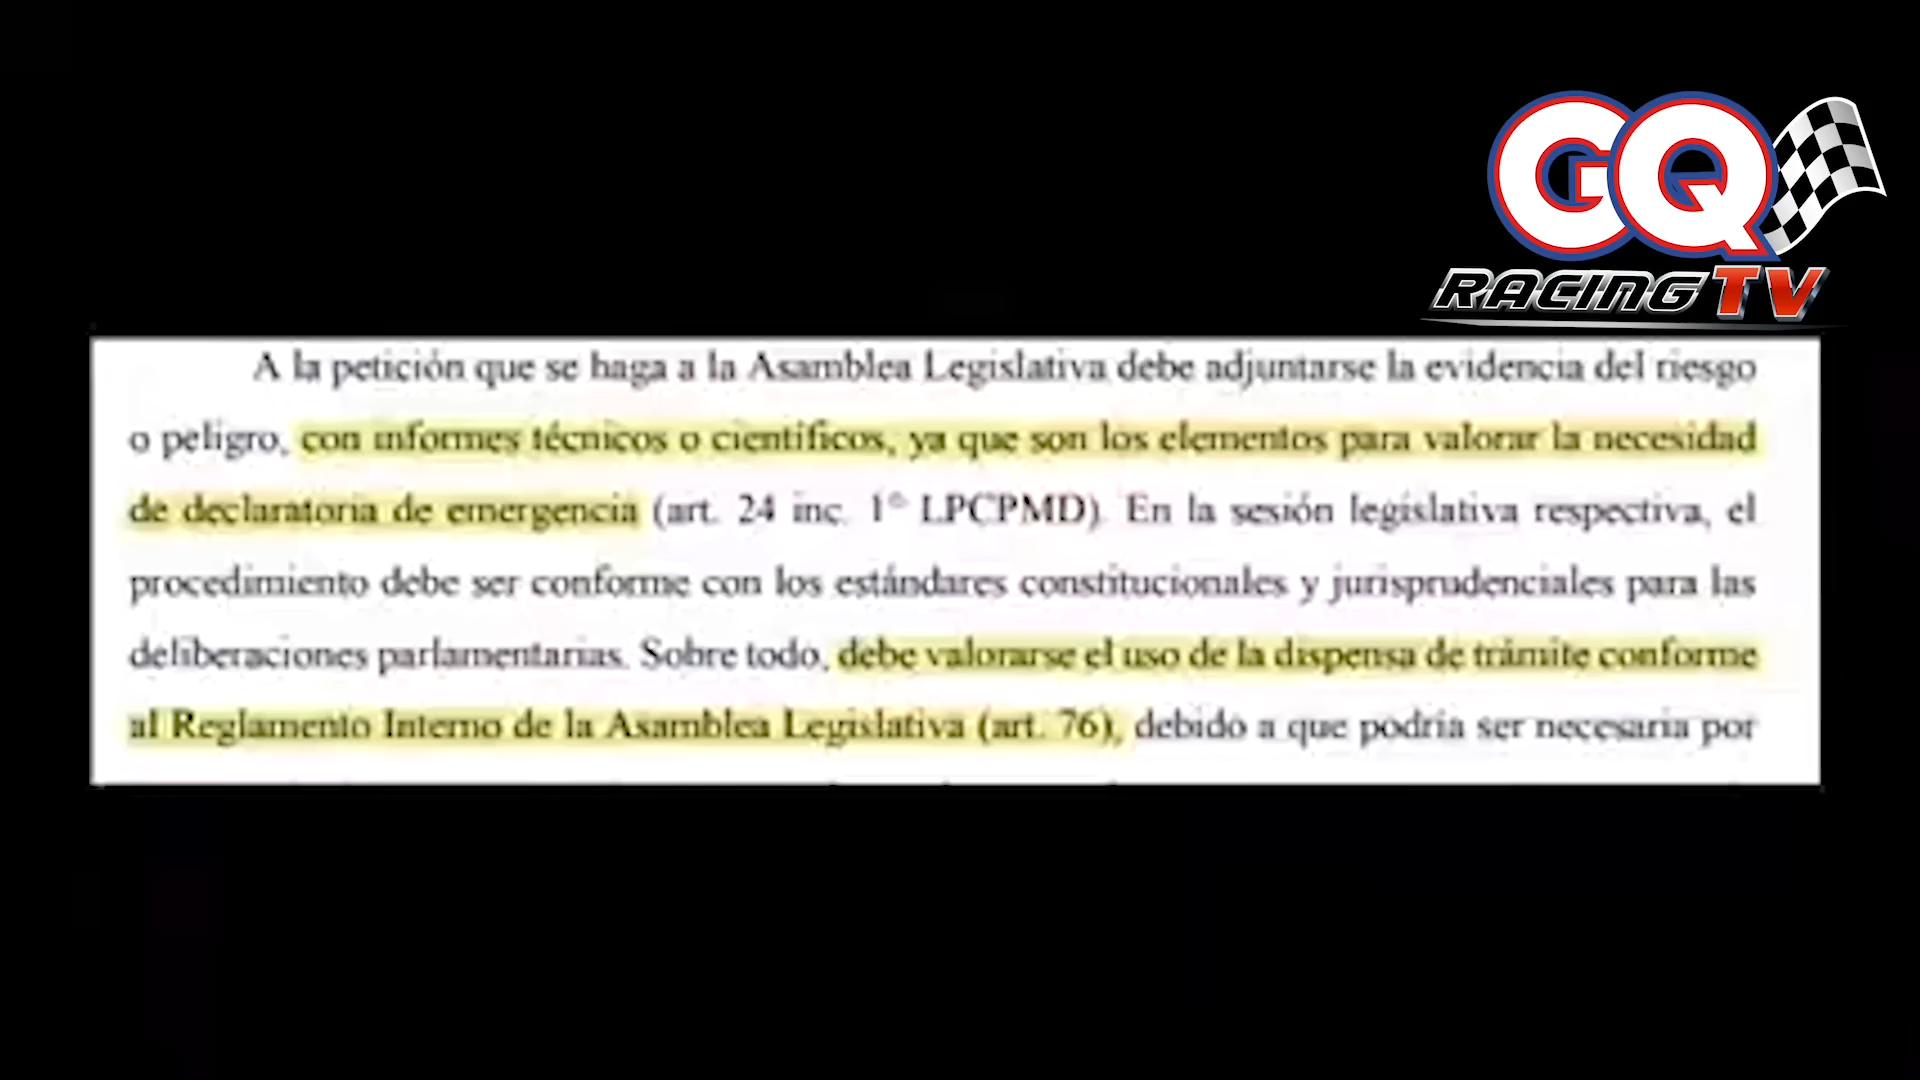 GQ
RACING TV
A la petición que se haga a la Asamblea Legislativa debe adjuntarse la evidencia del riesgo
o peligro, con informes técnicos o científicos, ya que son los elementos para valorar la necesidad
de declaratoria de emergencia (art. 24 inc. 1° LPCPMD). En la sesión legislativa respectiva, el
procedimiento debe ser conforme con los estándares constitucionales y jurisprudenciales para las
deliberaciones parlamentarias. Sobre todo, debe valorarse el uso de la dispensa de trámite conforme
al Reglamento Interno de la Asamblea Legislativa (art. 76), debido a que podría ser necesaria por